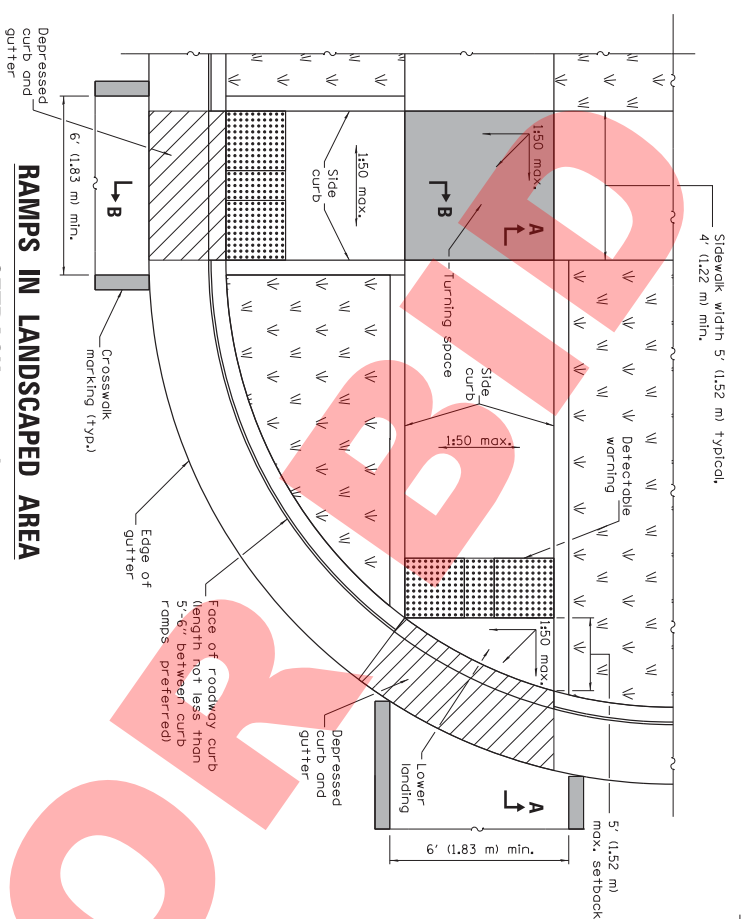 Sidewalk width 5' (1.52 m) typical,
4' (1.22 m) min.
Depressed
curb and
gutter
6' (1.83 m) min.
B
B
1:50 max.
Side
curb
1:50 max.
A
Turning space
Side
curb
1:50 max.
Detectable
warning
1:50 max.
5' (1.52 m)
max. setback
A
6' (1.83 m) min.
Lower
landing
Depressed
curb and
gutter
Face of roadway curb
(length not less than
5'-6" between curb
ramps preferred)
Edge of
gutter
Crosswalk
marking (typ.)
RAMPS IN LANDSCAPED AREA
OR BID